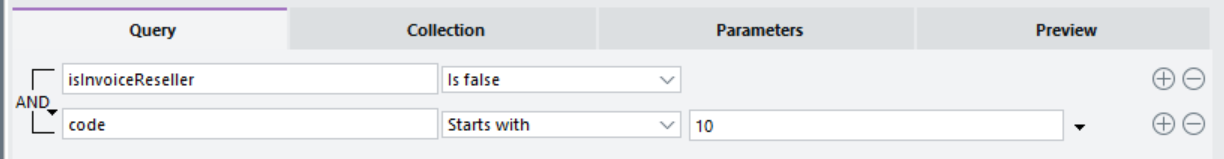 Query Collection Parameters Preview
isInvoiceReseller Is false
AND
code Starts with 10